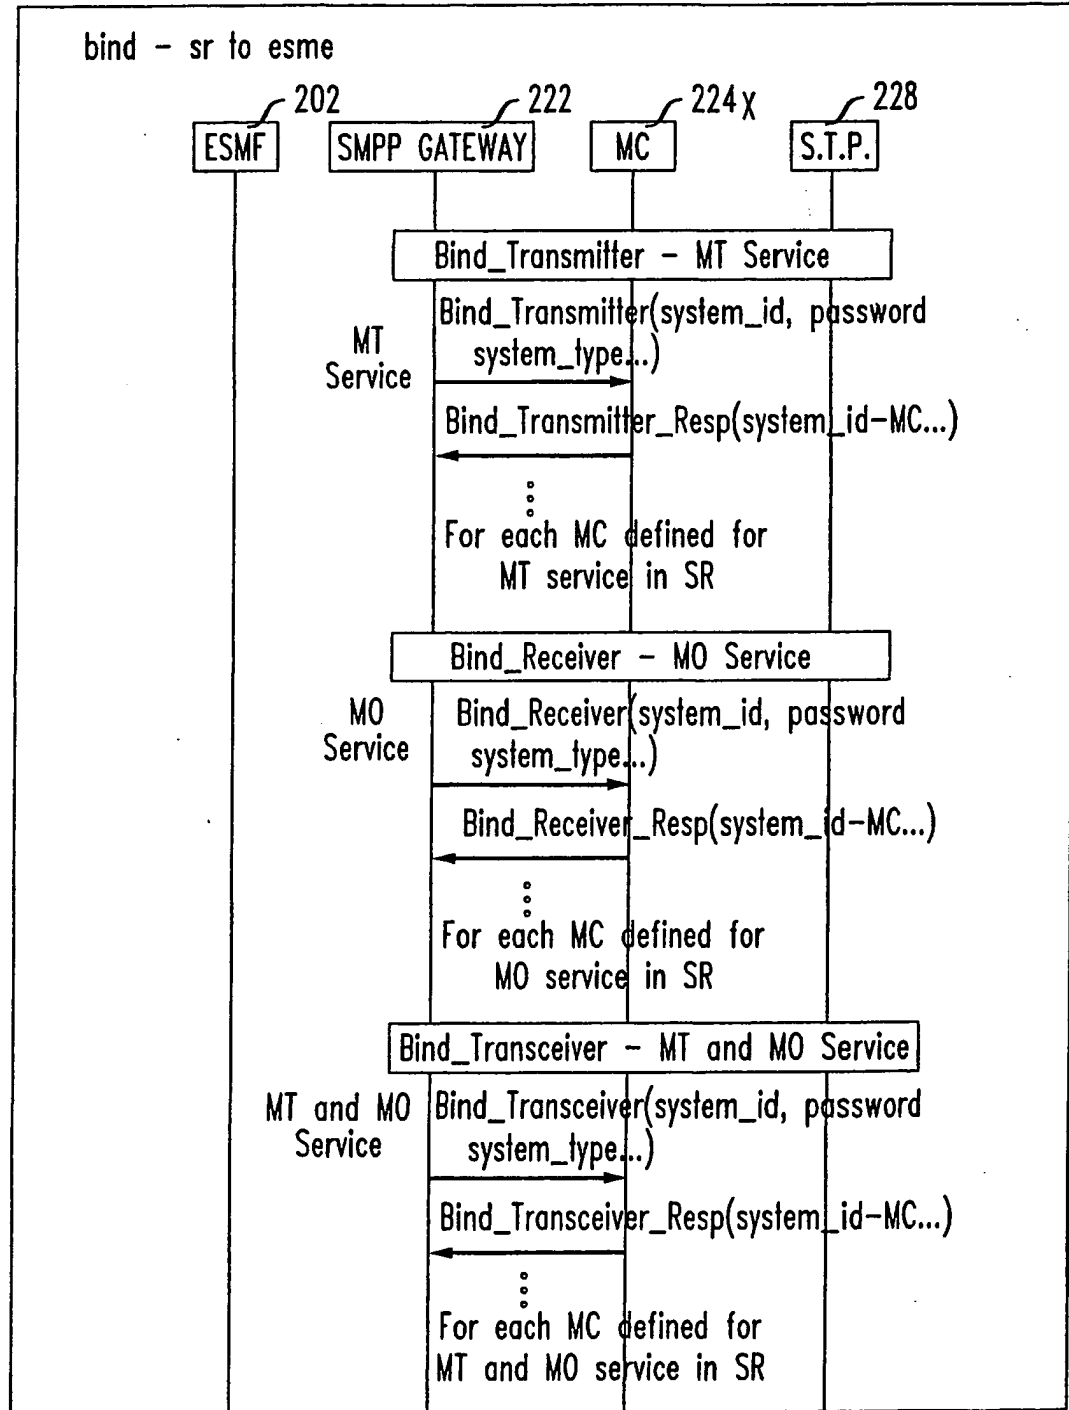 bind - sr to esme
202
222
224x
228
ESMF
SMPP GATEWAY
MC
S.T.P.
Bind_Transmitter - MT Service
Bind_Transmitter(system_id, password
system_type...)
MT
Service
Bind_Transmitter_Resp(system_id-MC...)
For each MC defined for
MT service in SR
Bind_Receiver - MO Service
Bind_Receiver(system_id, password
system_type...)
MO
Service
Bind_Receiver_Resp(system_id-MC...)
For each MC defined for
MO service in SR
Bind_Transceiver - MT and MO Service
Bind_Transceiver(system_id, password
system_type...)
MT and MO
Service
Bind_Transceiver_Resp(system_id-MC...)
For each MC defined for
MT and MO service in SR